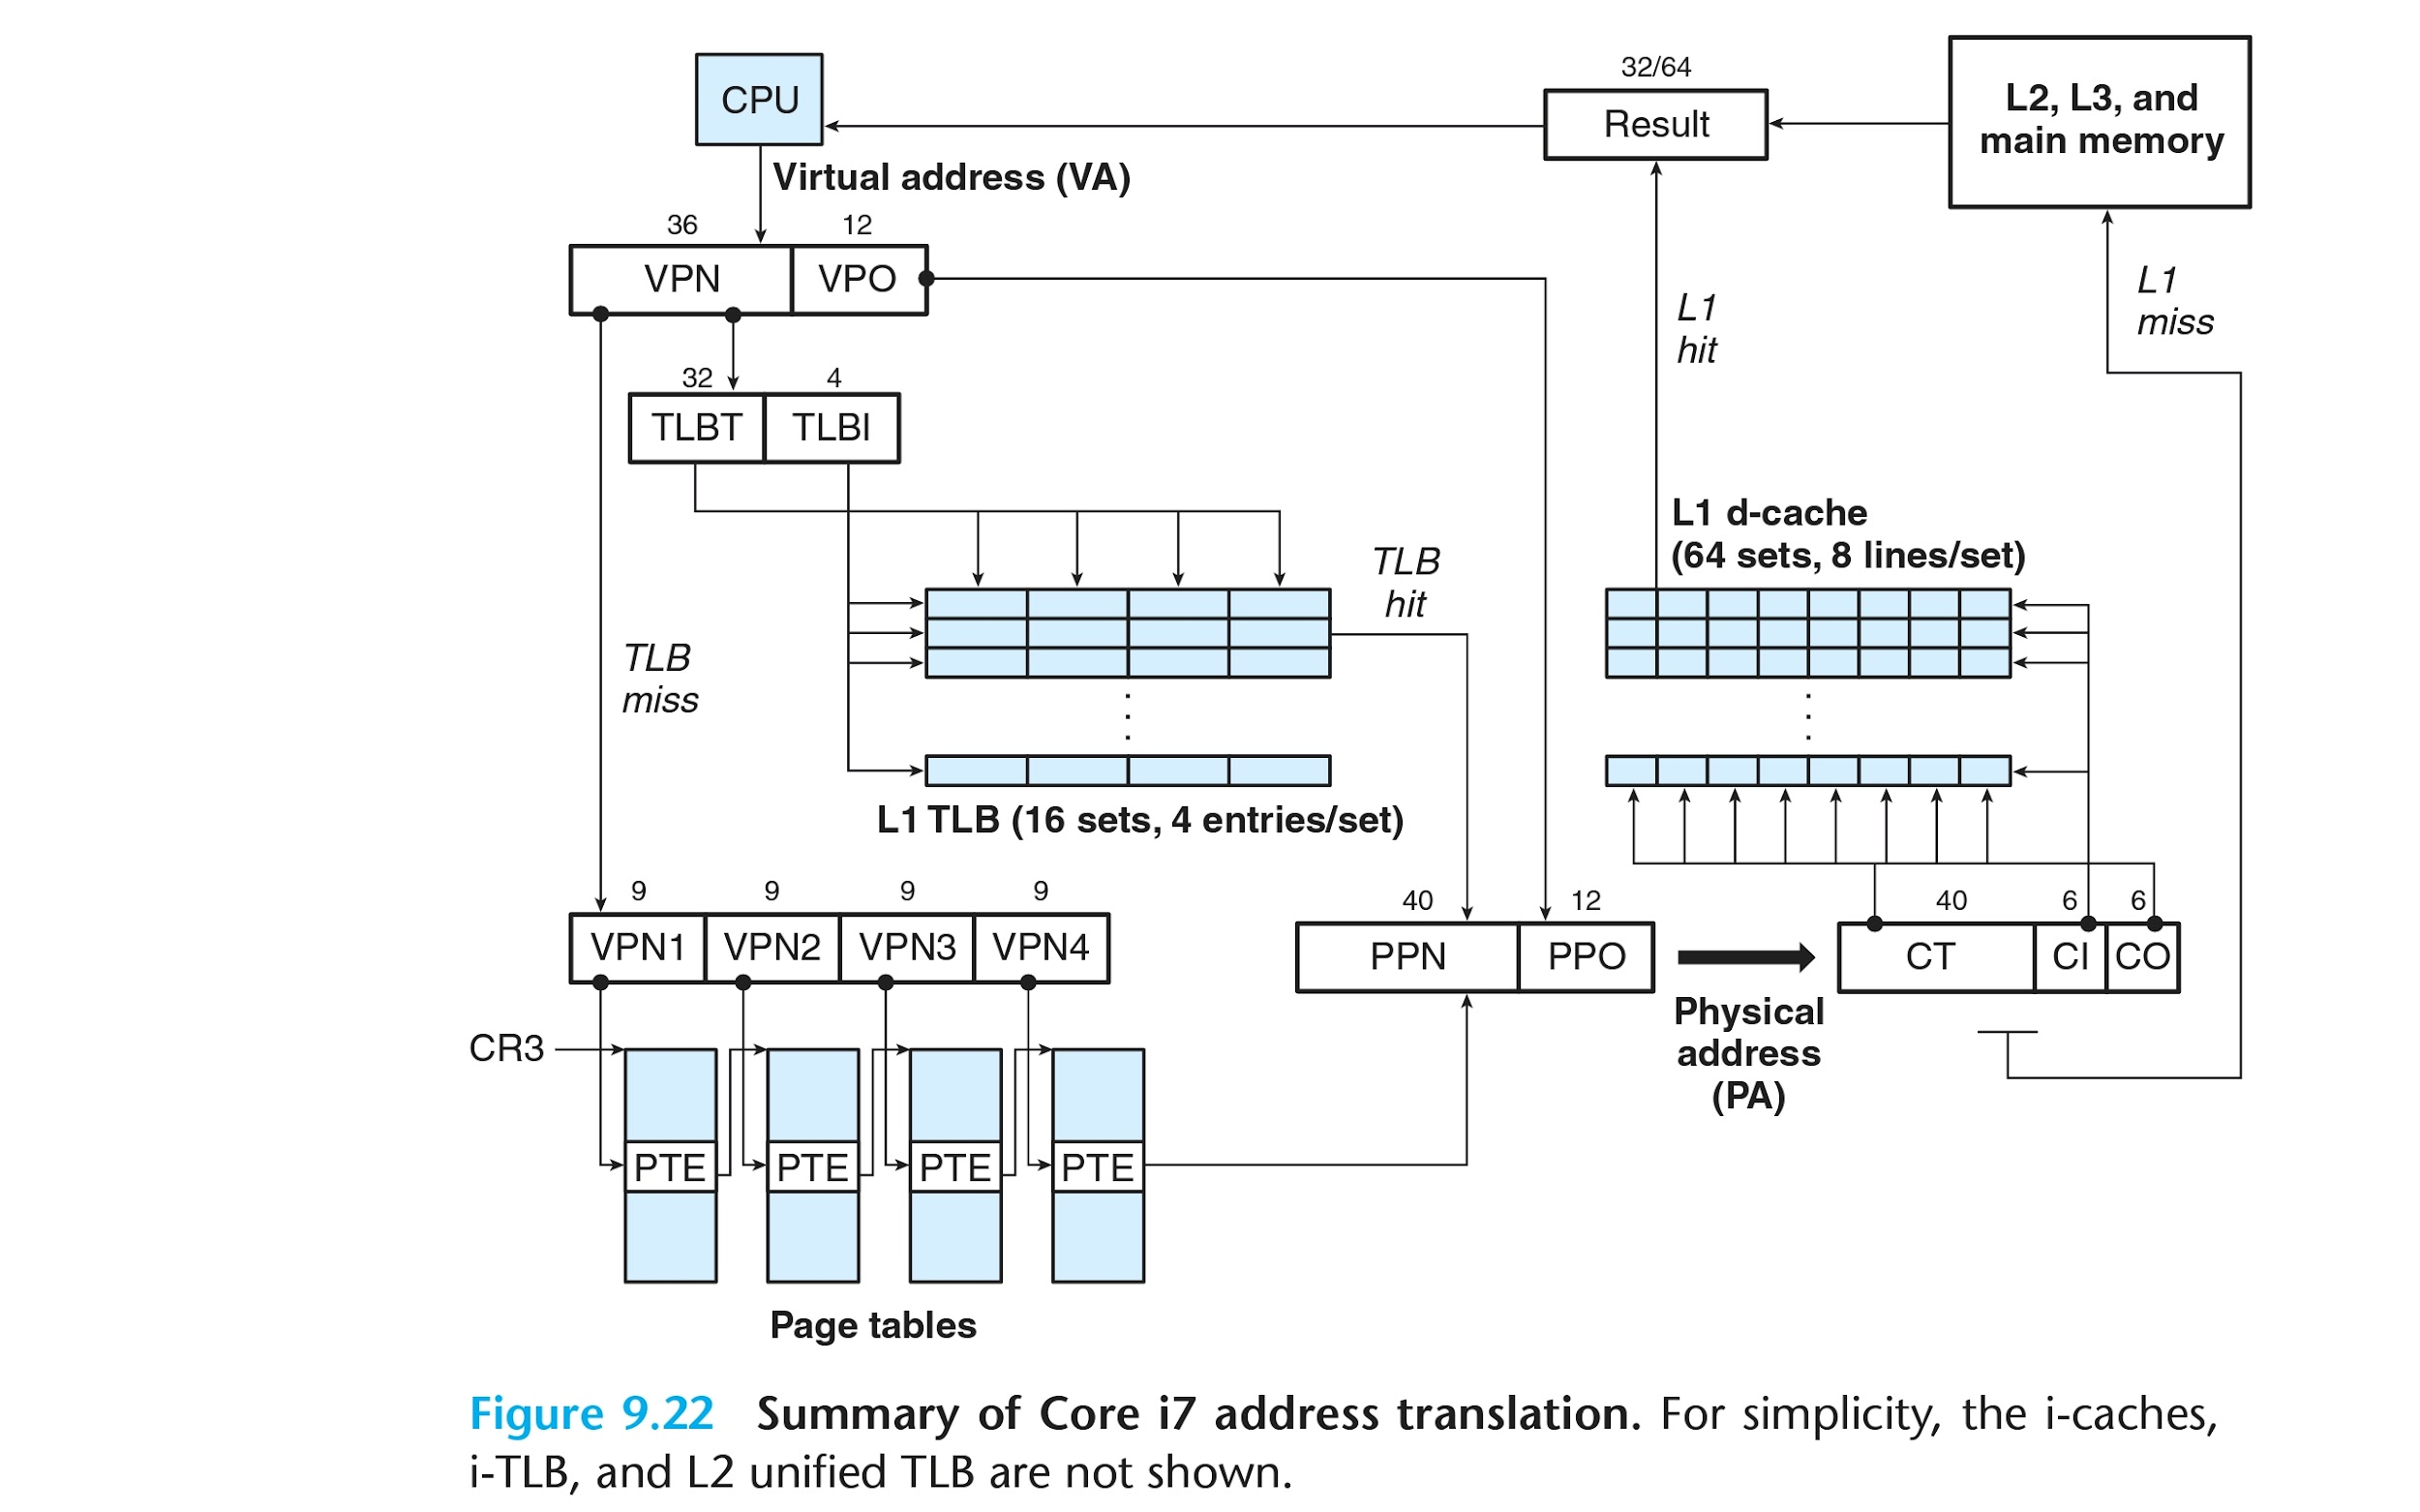 32/64
CPU
Result
L2, L3, and
main memory
Virtual address (VA)
36
12
VPN
VPO
L1
hit
L1
miss
32
4
TLBT
TLBI
L1 d-cache
(64 sets, 8 lines/set)
TLB
hit
TLB
miss
.
.
.
.
.
.
L1 TLB (16 sets, 4 entries/set)
9
9
9
9
40
12
40
6
6
VPN1
VPN2
VPN3
VPN4
PPN
PPO
CT
CI
CO
Physical
address
(PA)
CR3
PTE
PTE
PTE
PTE
Page tables
Figure 9.22 Summary of Core i7 address translation. For simplicity, the i-caches,
i-TLB, and L2 unified TLB are not shown.